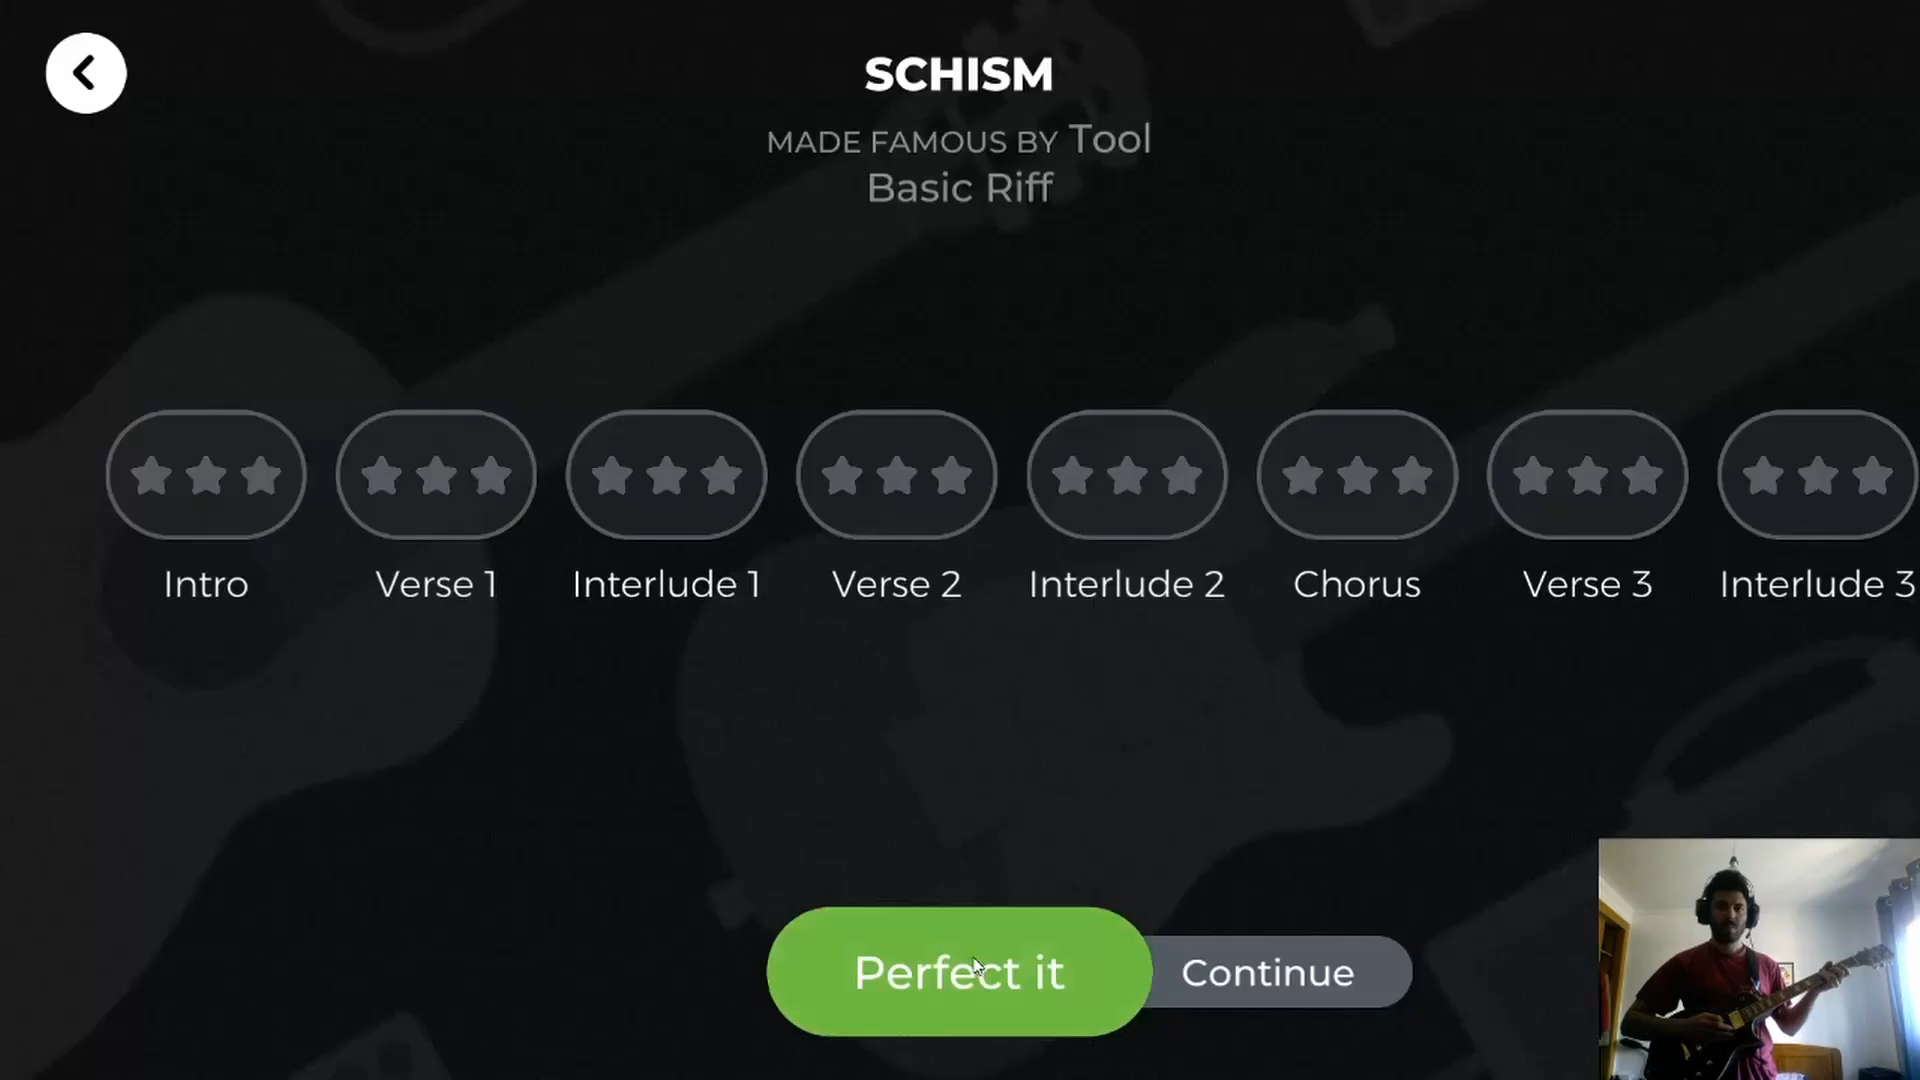 SCHISM
MADE FAMOUS BY Tool
Basic Riff
Intro
Verse 1
Interlude 1
Verse 2
Interlude 2
Chorus
Verse 3
Interlude 3
Perfect it
Continue